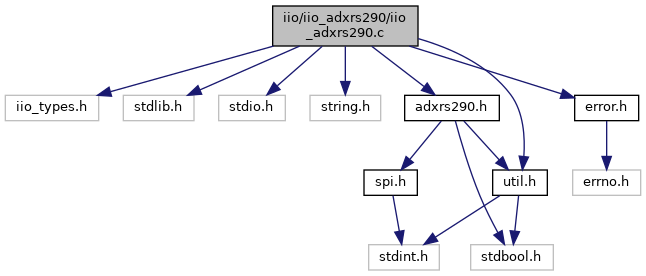 iio/iio_adxrs290/iio
_adxrs290.c
iio_types.h
stdlib.h
stdio.h
string.h
adxrs290.h
error.h
spi.h
util.h
errno.h
stdint.h
stdbool.h